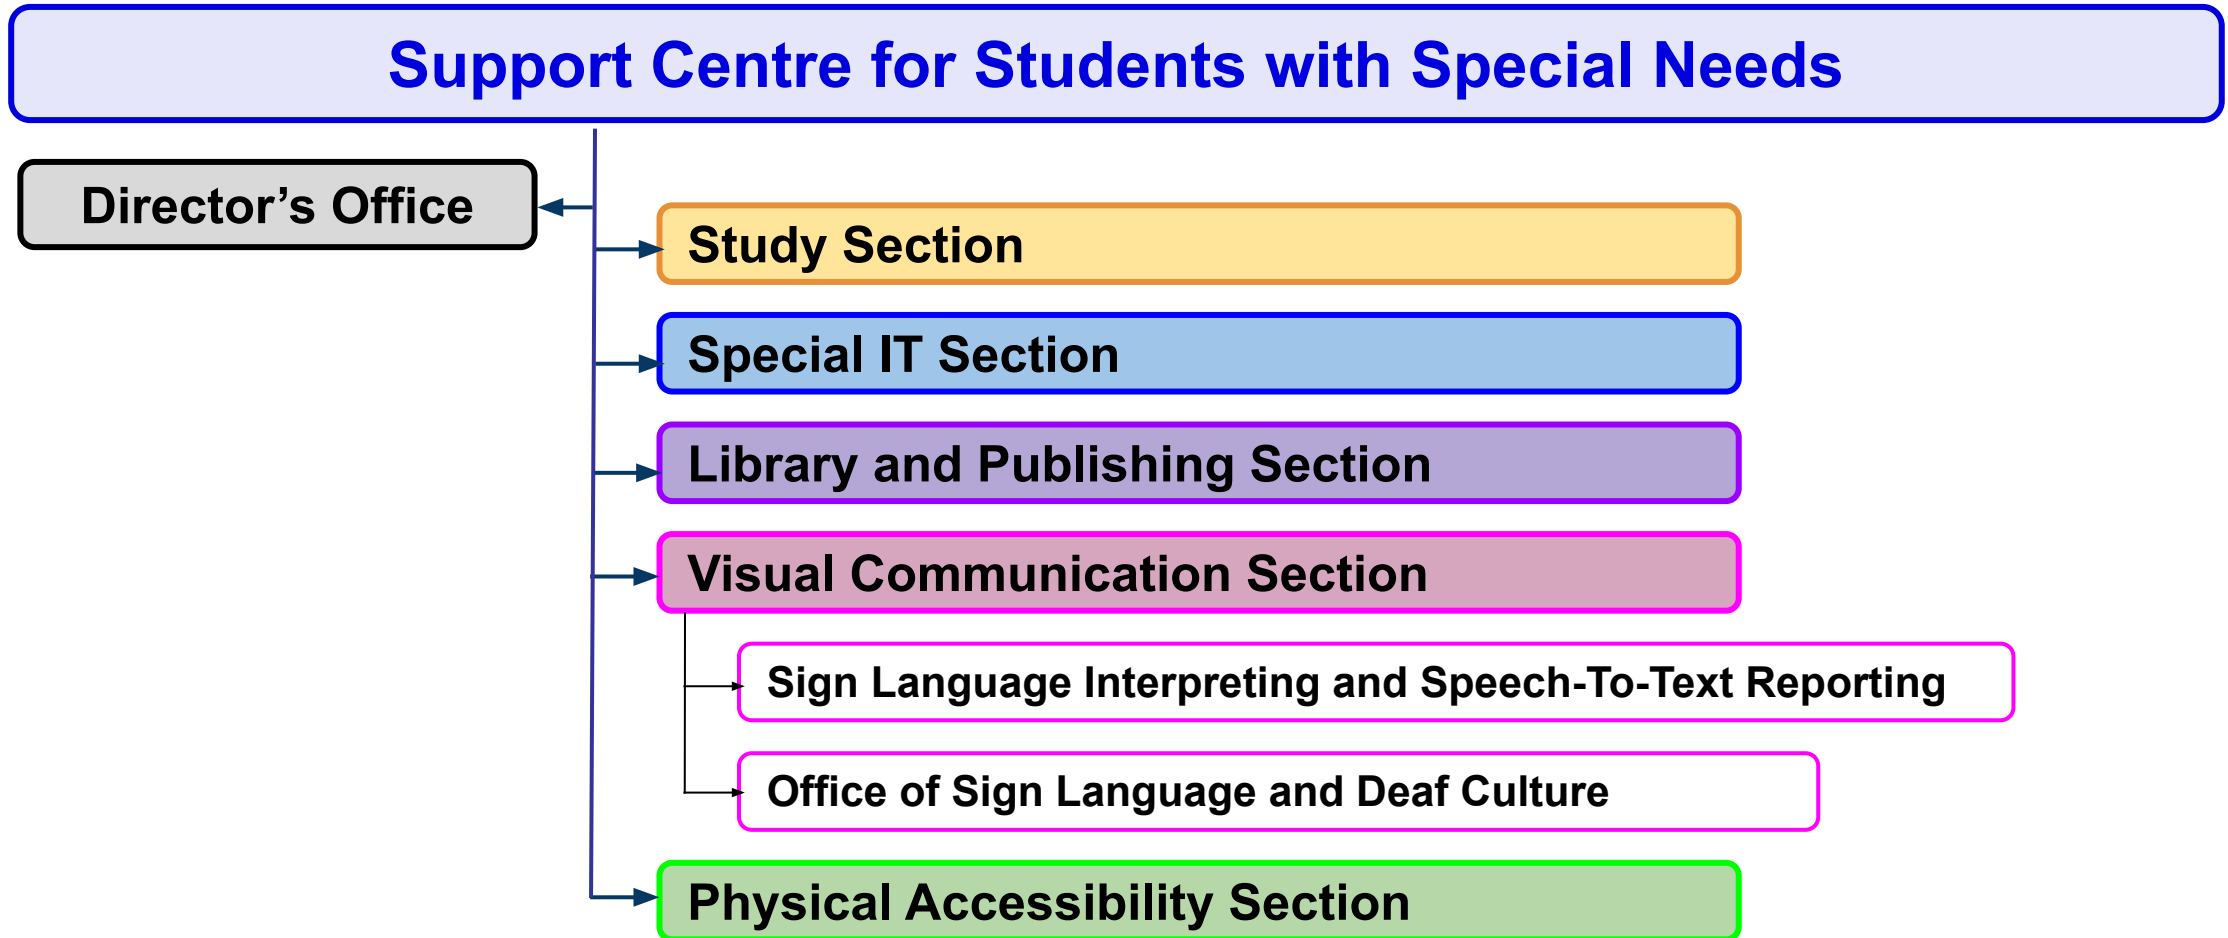 Support Centre for Students with Special Needs
Director’s Office
Study Section
Special IT Section
Library and Publishing Section
Visual Communication Section
Sign Language Interpreting and Speech-To-Text Reporting
Office of Sign Language and Deaf Culture
Physical Accessibility Section